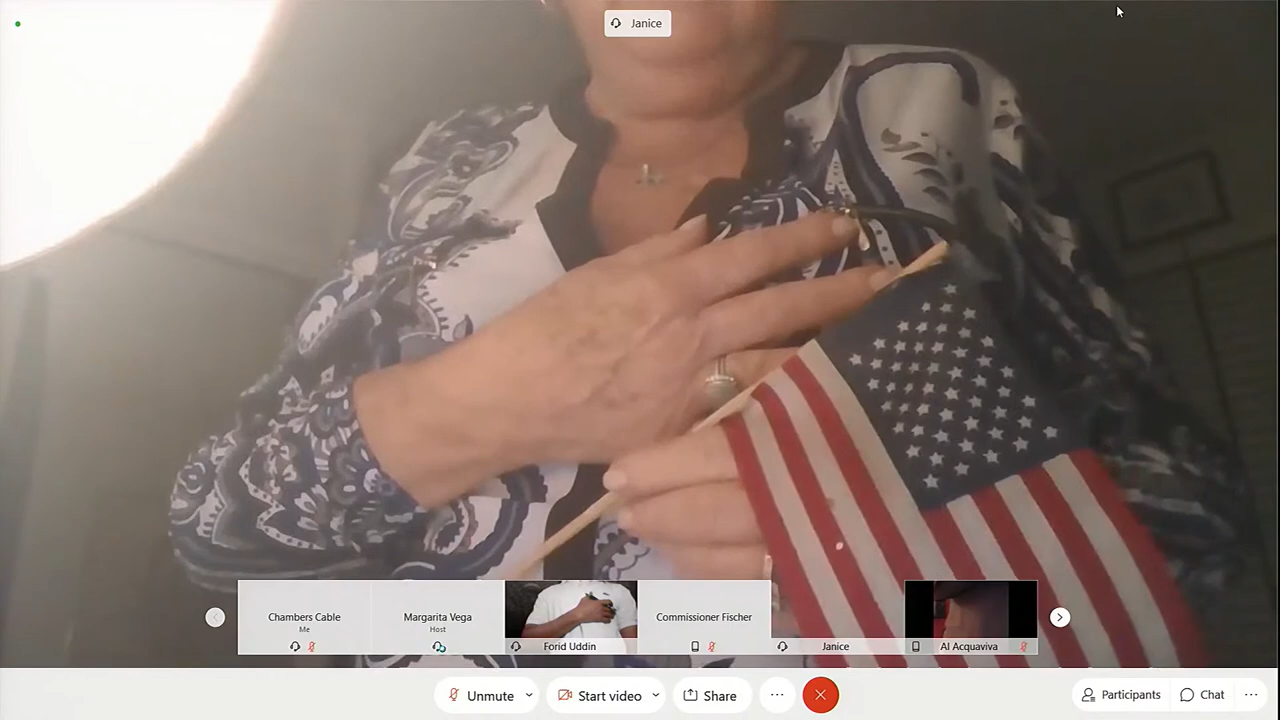 Janice
Chambers Cable
Me
Margarita Vega
Host
Forid Uddin
Commissioner Fischer
Janice
Al Acquaviva
Unmute
Start video
Share
Participants
Chat